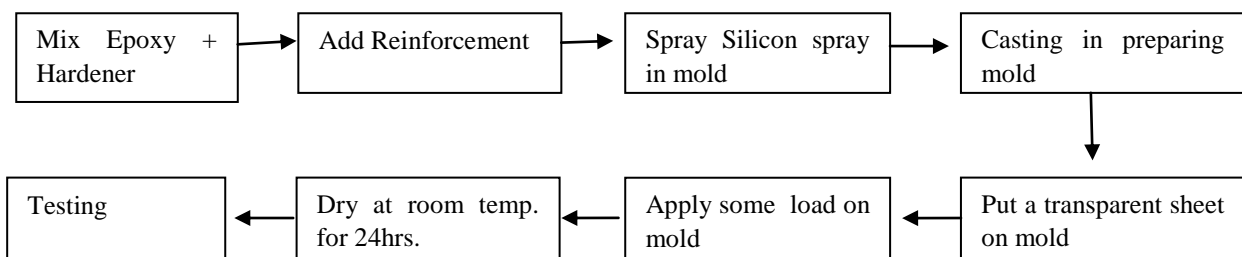 Mix Epoxy +
Hardener
Add Reinforcement
Spray Silicon spray
in mold
Casting in preparing
mold
Put a transparent sheet
on mold
Apply some load on
mold
Dry at room temp.
for 24hrs.
Testing